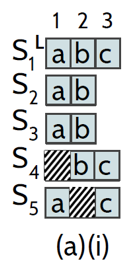 1 2 3
S₁ᴸ a b c
S₂ a b
S₃ a b
S₄ b c
S₅ a c
(a)(i)